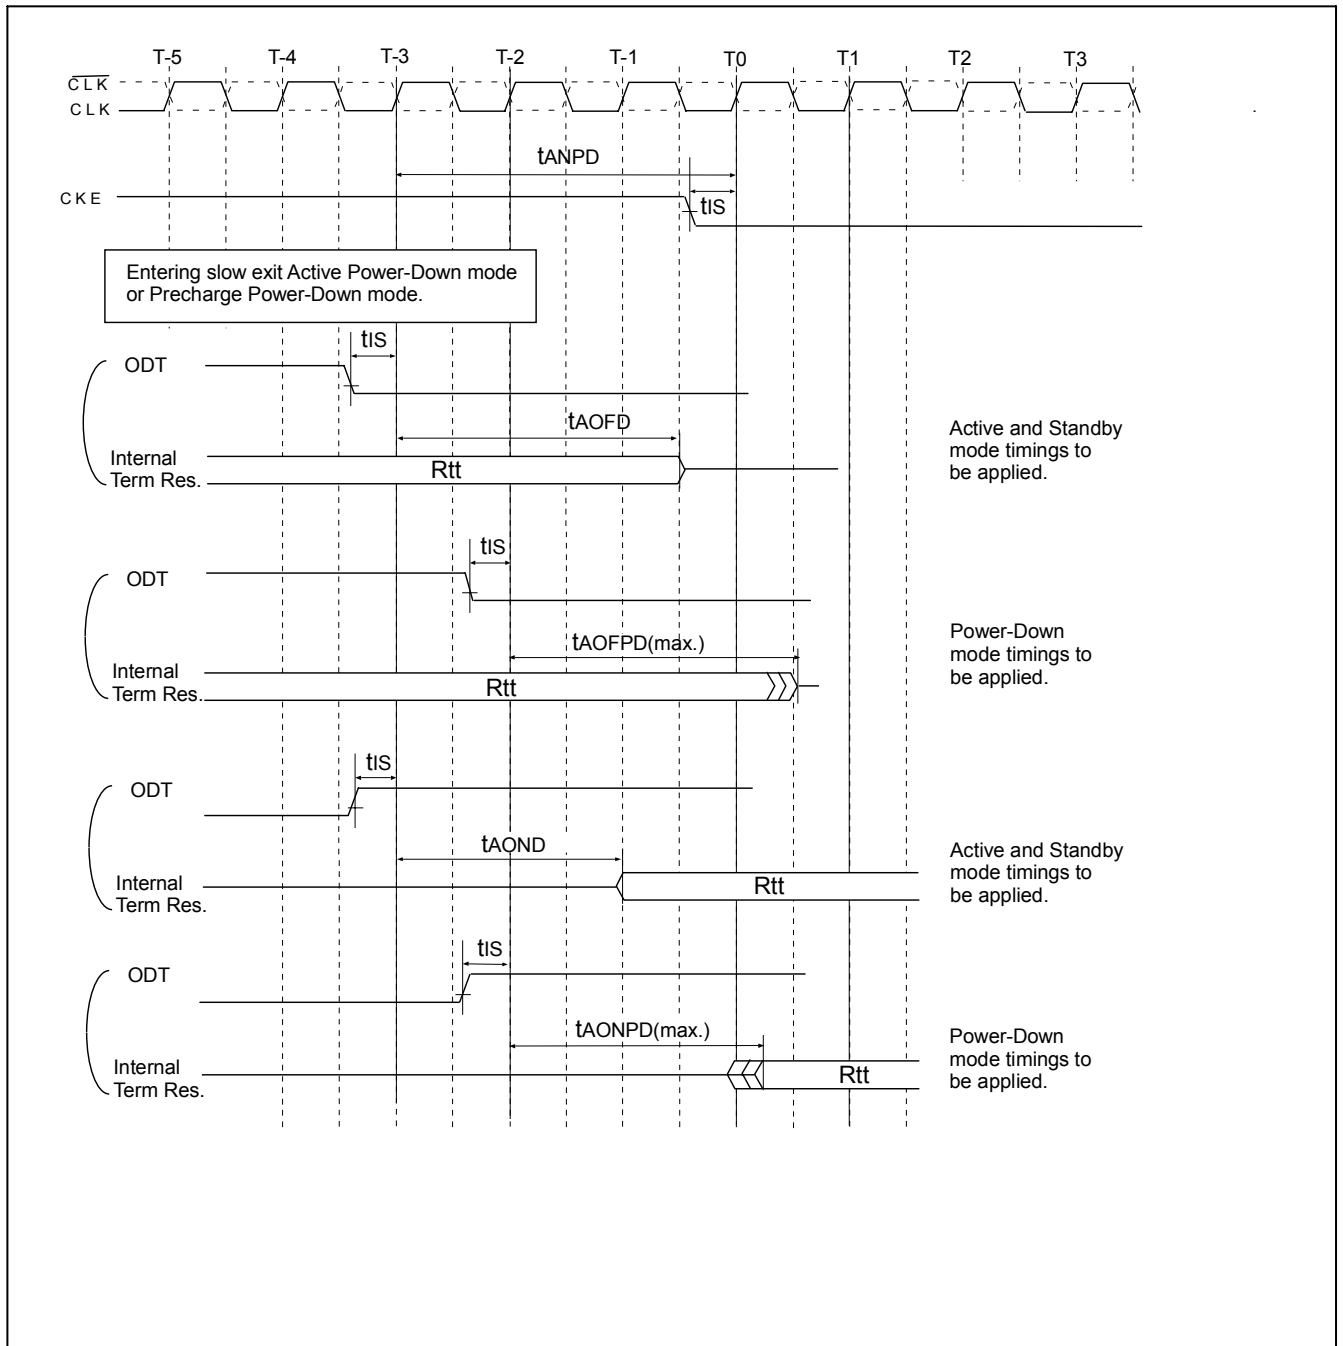 T-5 T-4 T-3 T-2 T-1 T0 T1 T2 T3
CLK
CLK
tANPD
CKE
tIS
Entering slow exit Active Power-Down mode
or Precharge Power-Down mode.
tIS
ODT
tAOFD
Active and Standby
mode timings to
be applied.
Internal
Term Res.
Rtt
tIS
ODT
tAOFPD(max.)
Power-Down
mode timings to
be applied.
Internal
Term Res.
Rtt
tIS
ODT
tAOND
Active and Standby
mode timings to
be applied.
Internal
Term Res.
Rtt
tIS
ODT
tAONPD(max.)
Power-Down
mode timings to
be applied.
Internal
Term Res.
Rtt